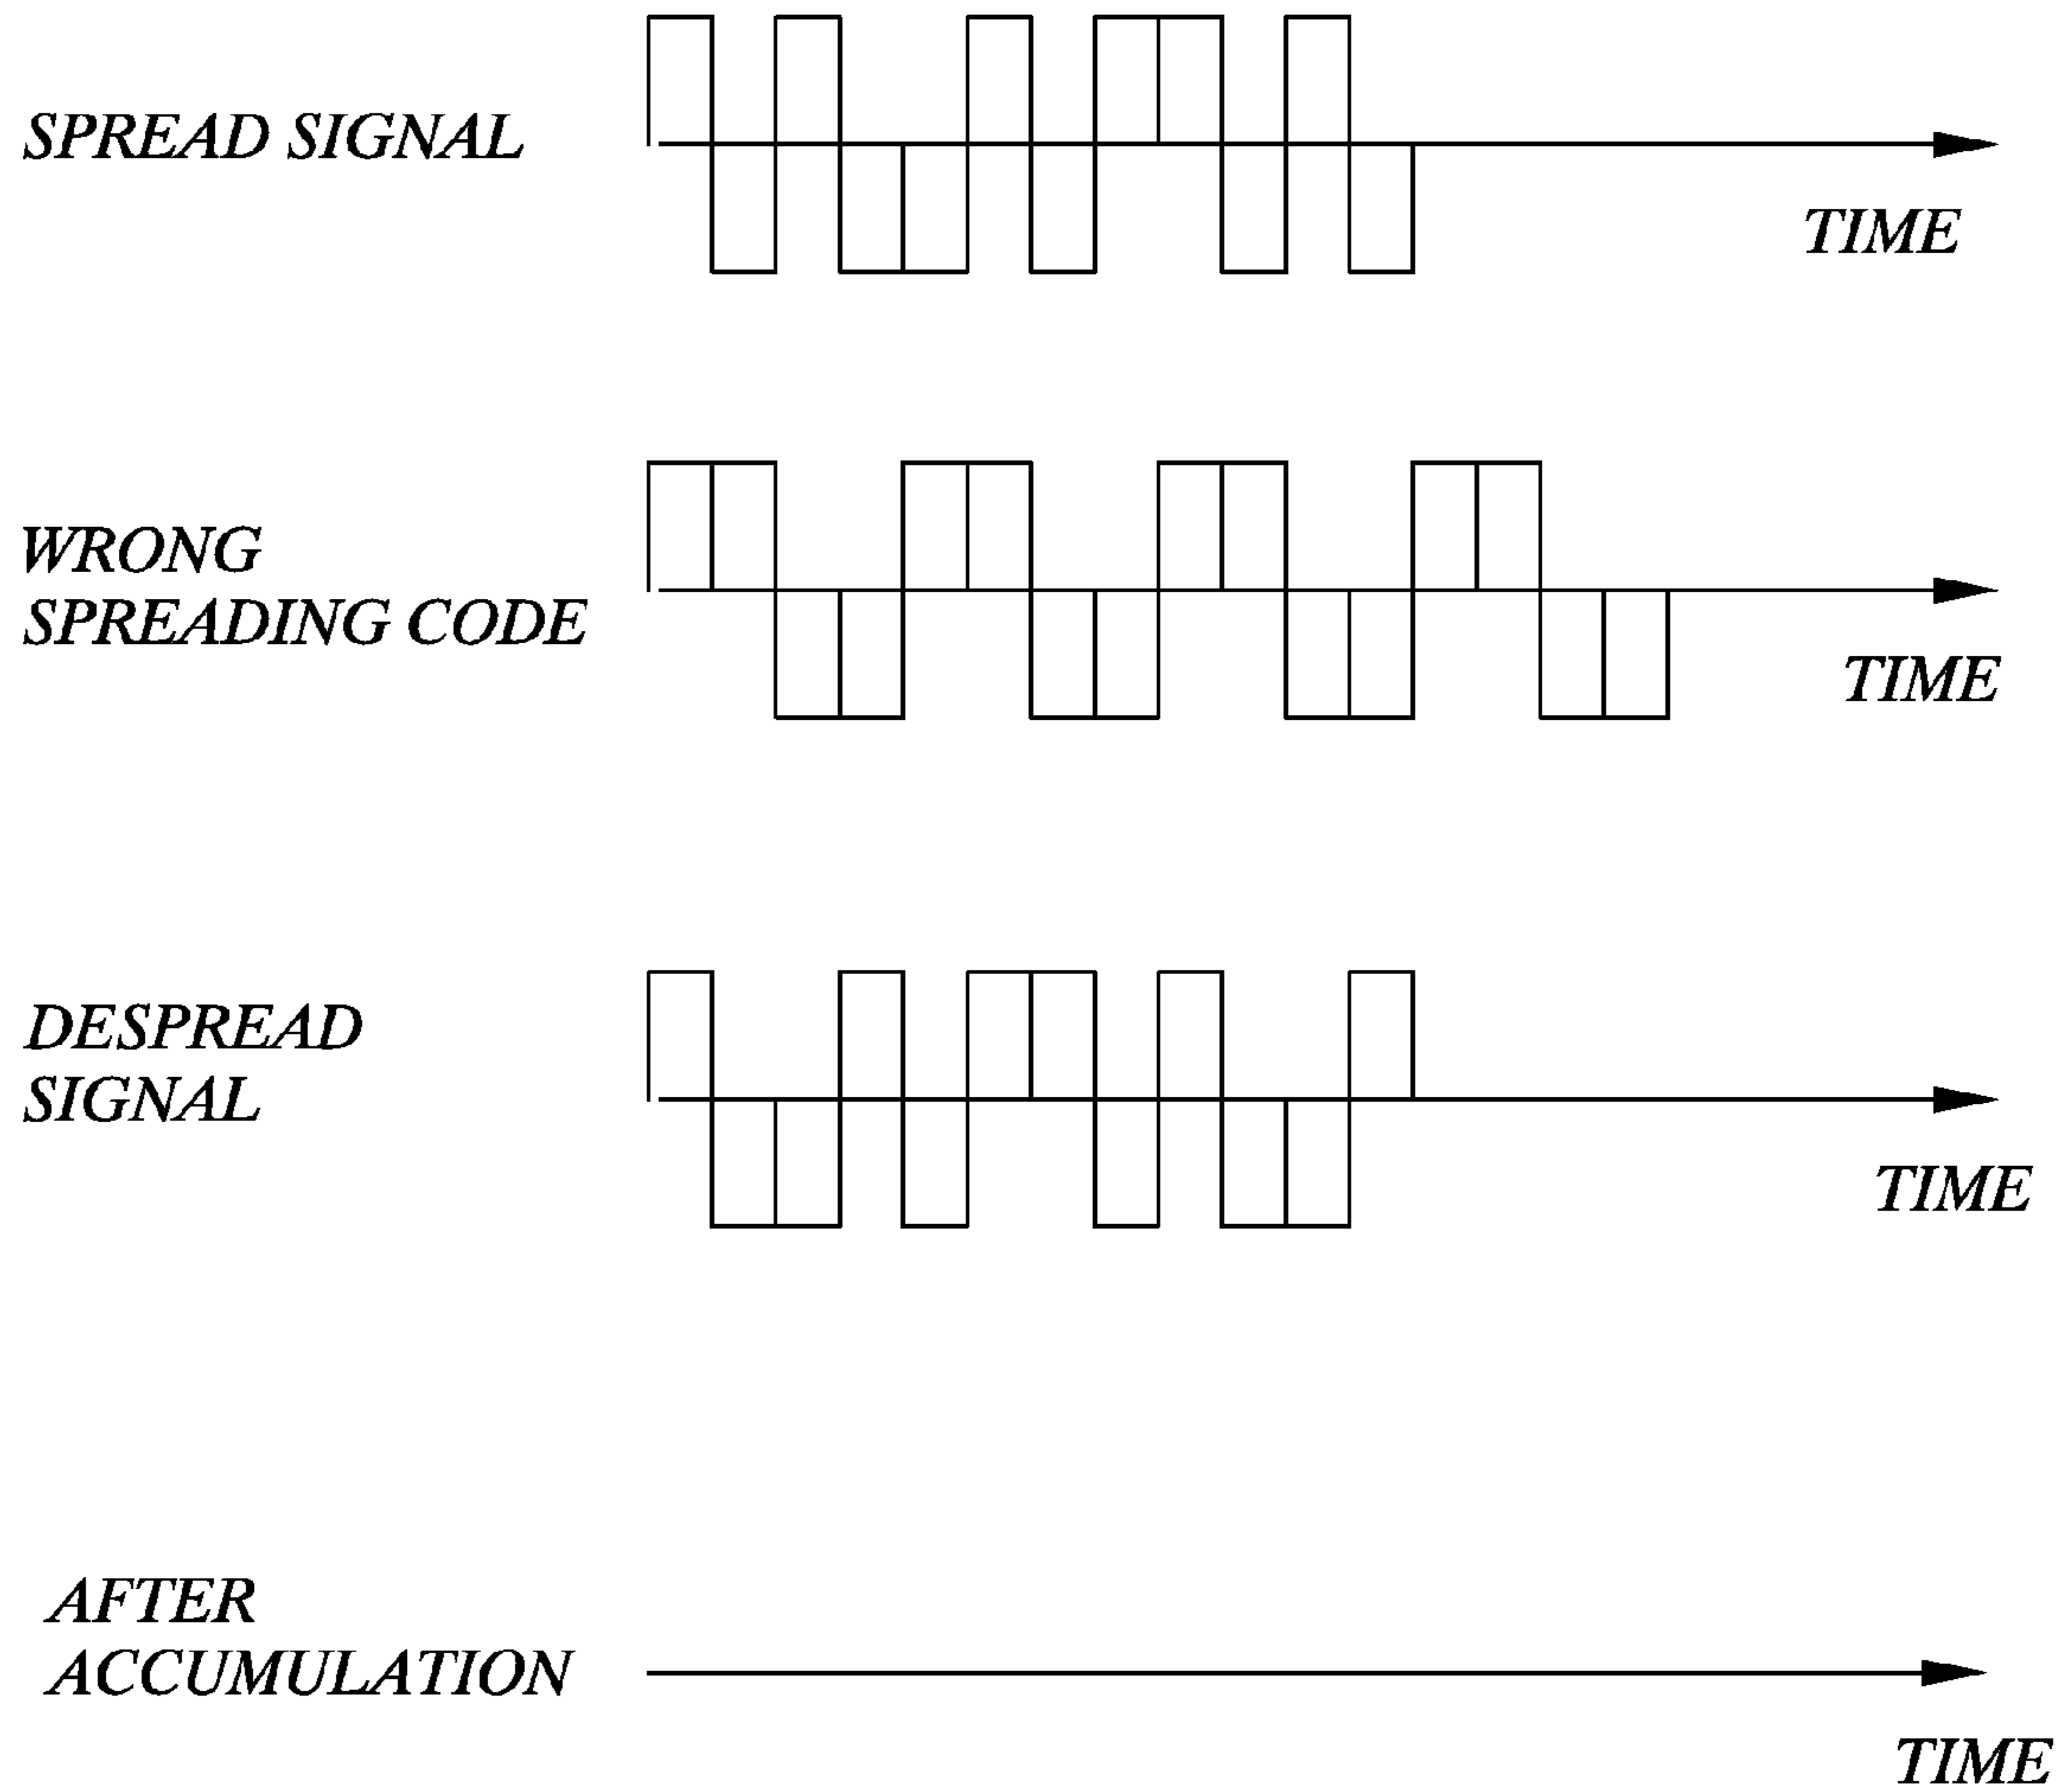 SPREAD SIGNAL
TIME
WRONG
SPREADING CODE
TIME
DESPREAD
SIGNAL
TIME
AFTER
ACCUMULATION
TIME